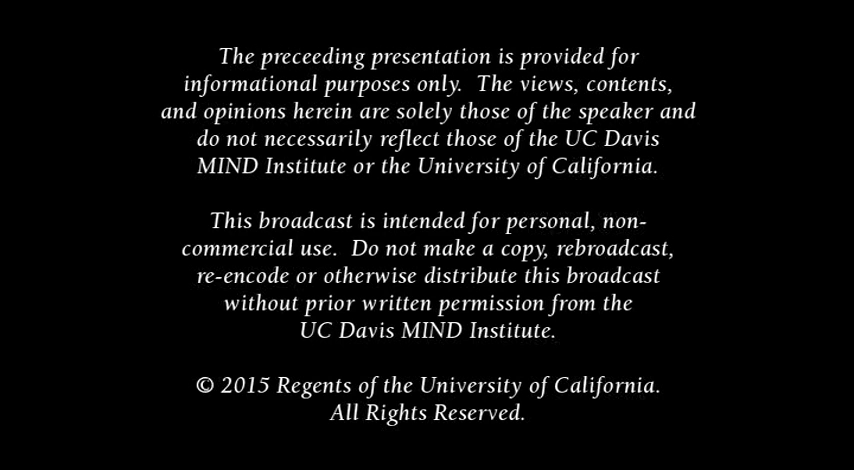 The preceeding presentation is provided for
informational purposes only.  The views, contents,
and opinions herein are solely those of the speaker and
do not necessarily reflect those of the UC Davis
MIND Institute or the University of California.
This broadcast is intended for personal, non-
commercial use.  Do not make a copy, rebroadcast,
re-encode or otherwise distribute this broadcast
without prior written permission from the
UC Davis MIND Institute.
© 2015 Regents of the University of California.
All Rights Reserved.